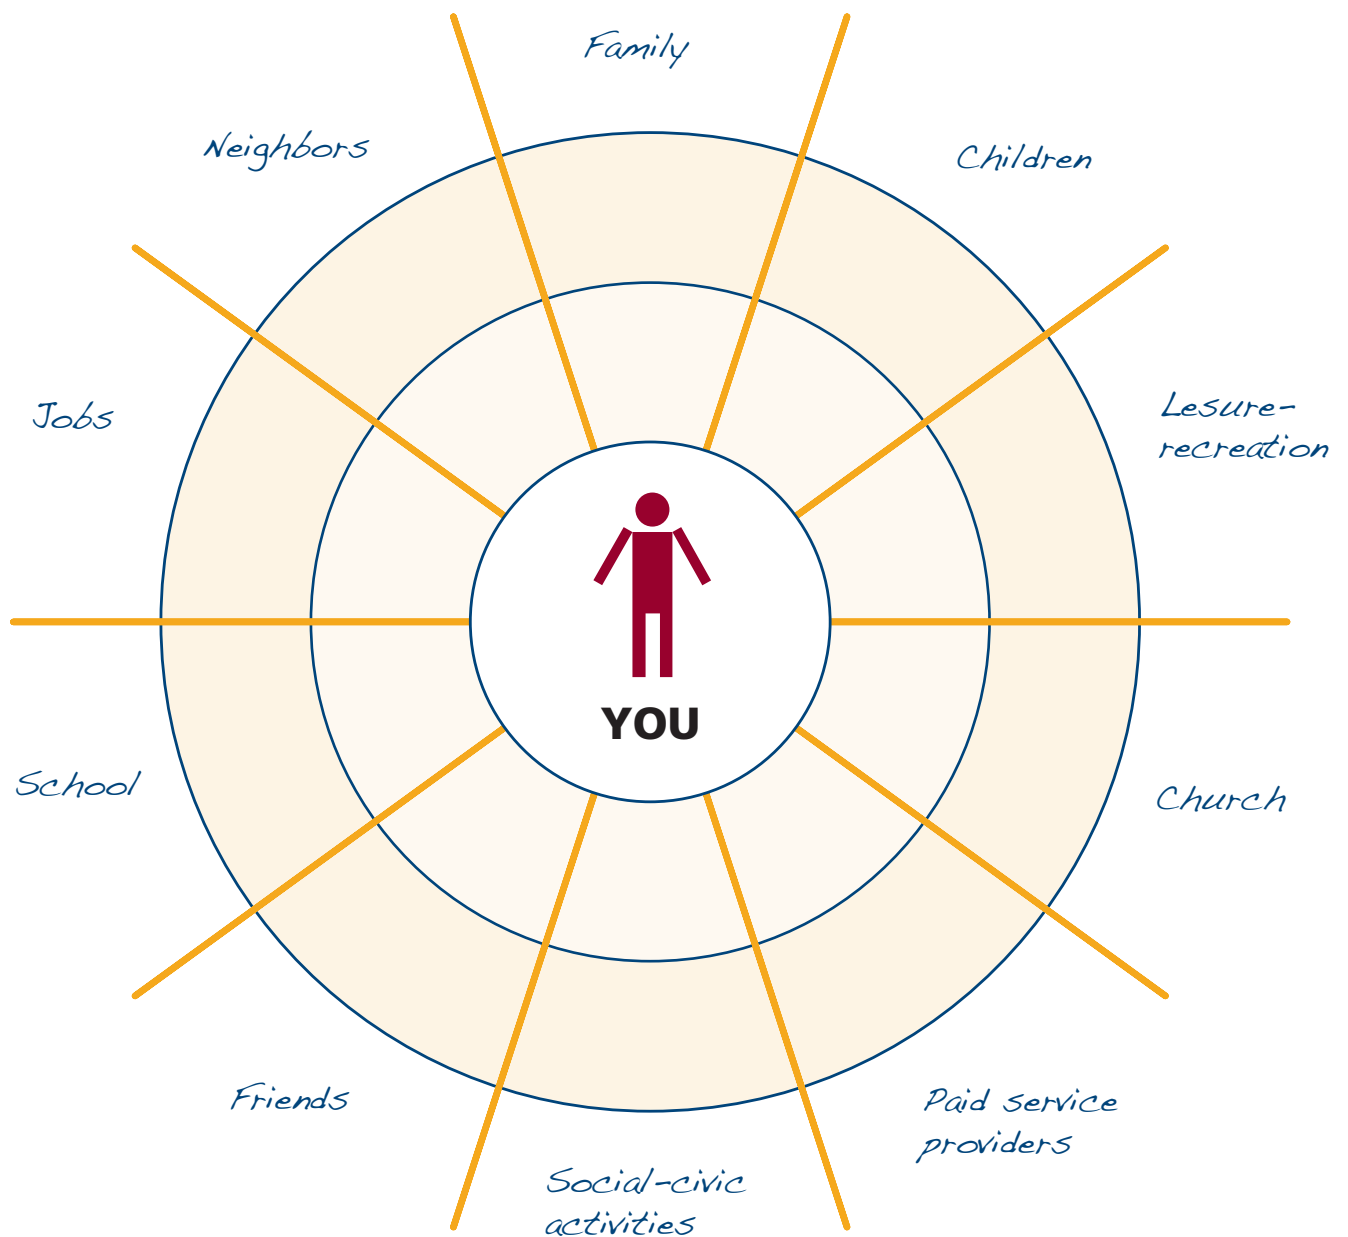 Family
Neighbors
Children
Jobs
Lesure-
recreation
YOU
School
Church
Friends
Paid service
providers
Social-civic
activities